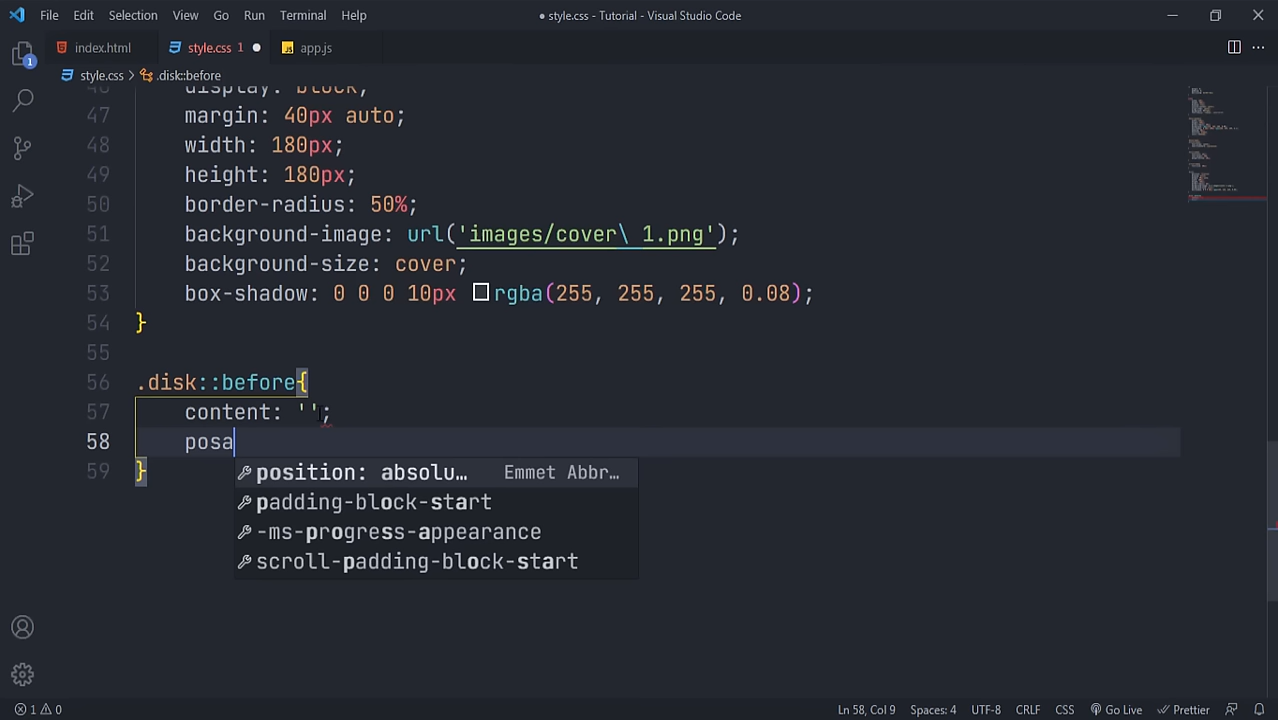 File Edit Selection View Go Run Terminal Help ● style.css - Tutorial - Visual Studio Code
index.html style.css 1 ● JS app.js
style.css > .disk::before
46 display: block;
47 margin: 40px auto;
48 width: 180px;
49 height: 180px;
50 border-radius: 50%;
51 background-image: url('images/cover\ 1.png');
52 background-size: cover;
53 box-shadow: 0 0 0 10px rgba(255, 255, 255, 0.08);
54 }
55
56 .disk::before{
57 content: '';
58 posa
59 }
position: absolu… Emmet Abbr…
padding-block-start
-ms-progress-appearance
scroll-padding-block-start
1
1 0 Ln 58, Col 9 Spaces: 4 UTF-8 CRLF CSS Go Live Prettier